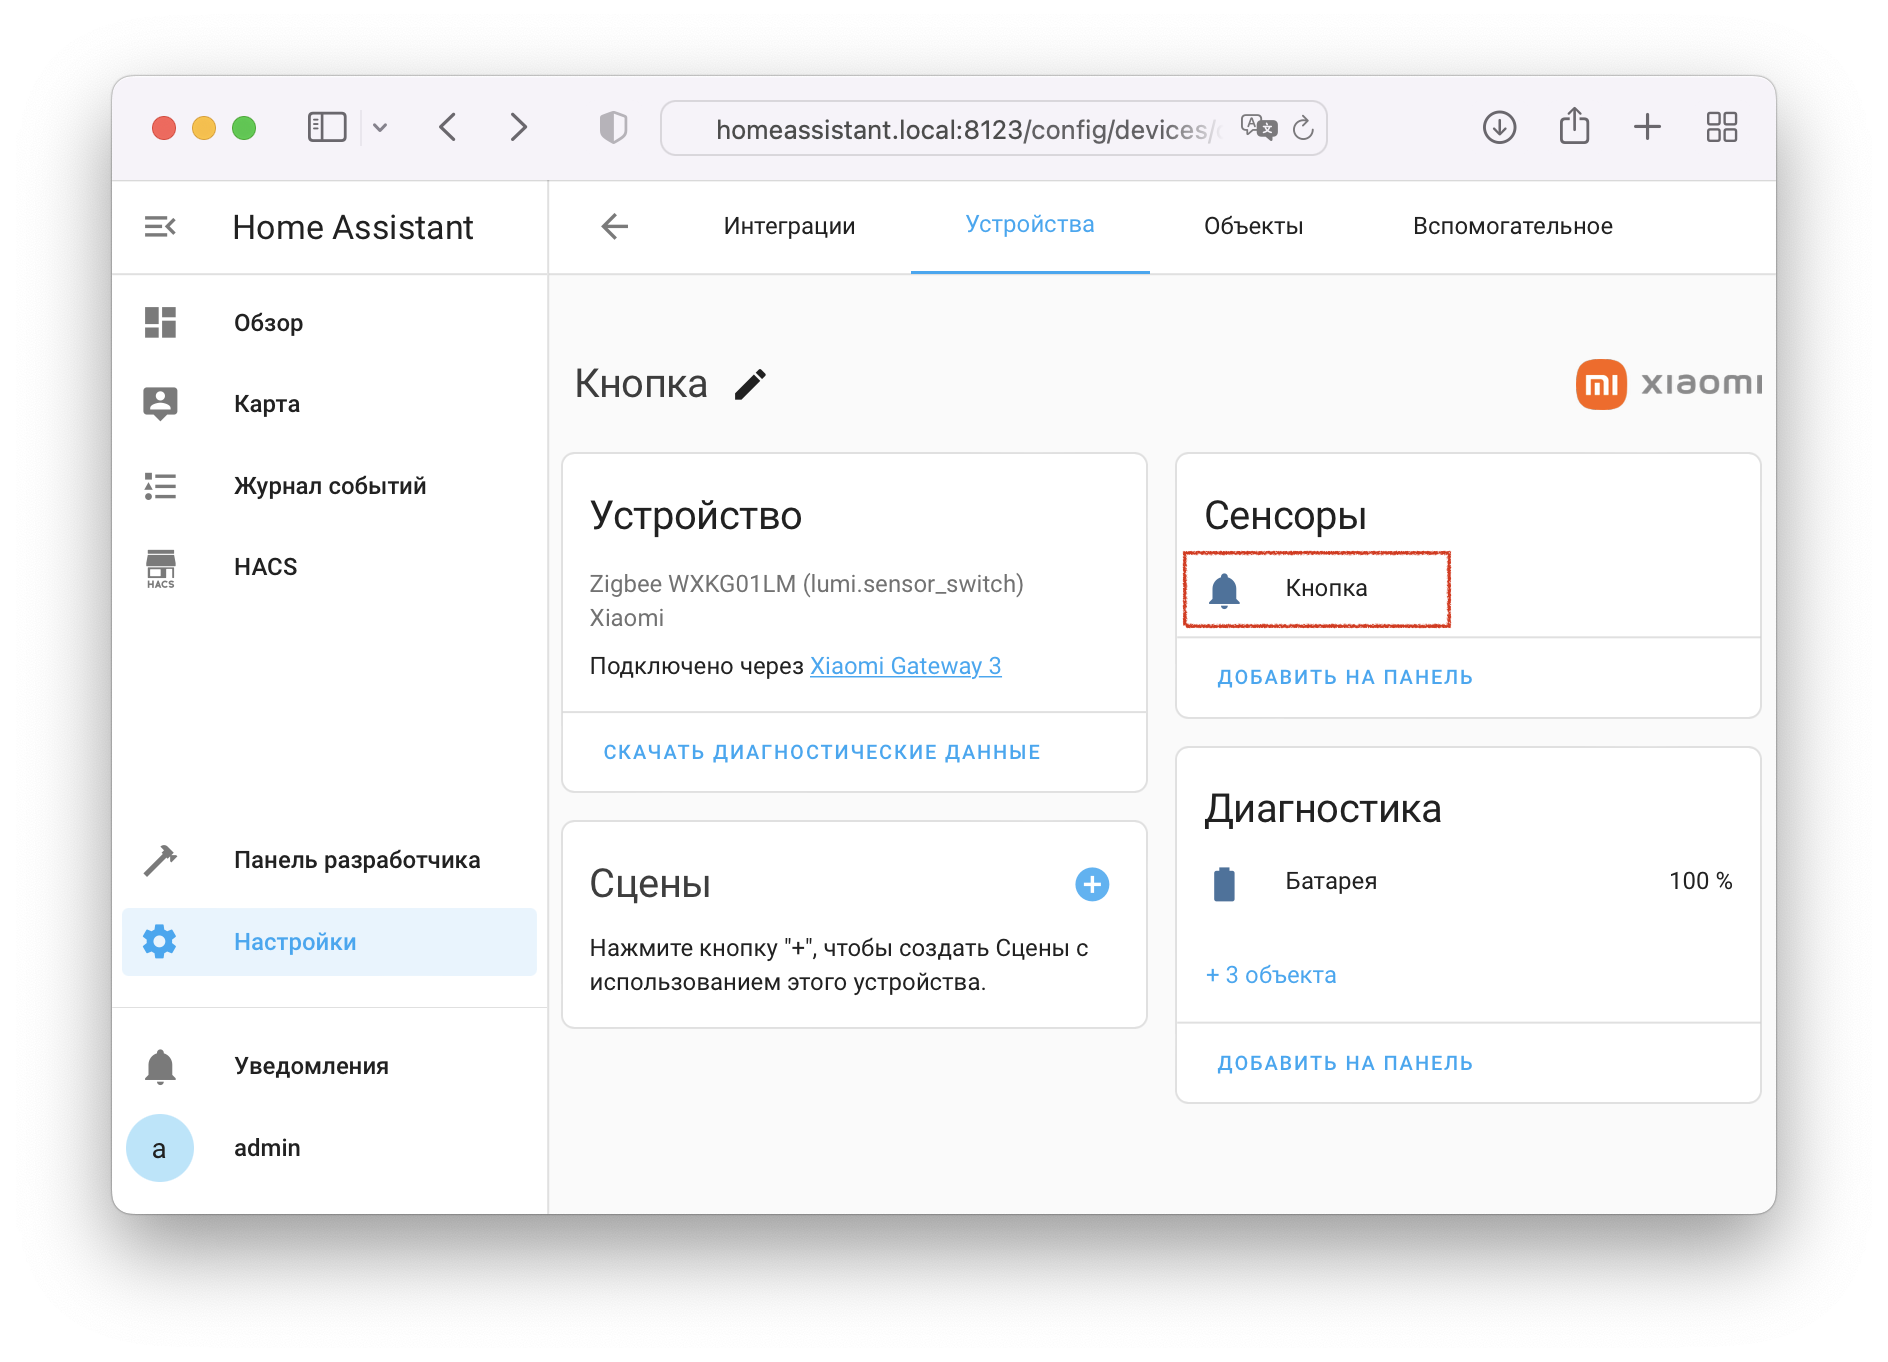 homeassistant.local:8123/config/devices/
Home Assistant
Интеграции
Устройства
Объекты
Вспомогательное
Обзор
Карта
Журнал событий
HACS
HACS
Панель разработчика
Настройки
Уведомления
a
admin
Кнопка
mi xiaomi
Устройство
Zigbee WXKG01LM (lumi.sensor_switch)
Xiaomi
Подключено через Xiaomi Gateway 3
СКАЧАТЬ ДИАГНОСТИЧЕСКИЕ ДАННЫЕ
Сцены
Нажмите кнопку "+", чтобы создать Сцены с
использованием этого устройства.
Сенсоры
Кнопка
ДОБАВИТЬ НА ПАНЕЛЬ
Диагностика
Батарея 100 %
+ 3 объекта
ДОБАВИТЬ НА ПАНЕЛЬ